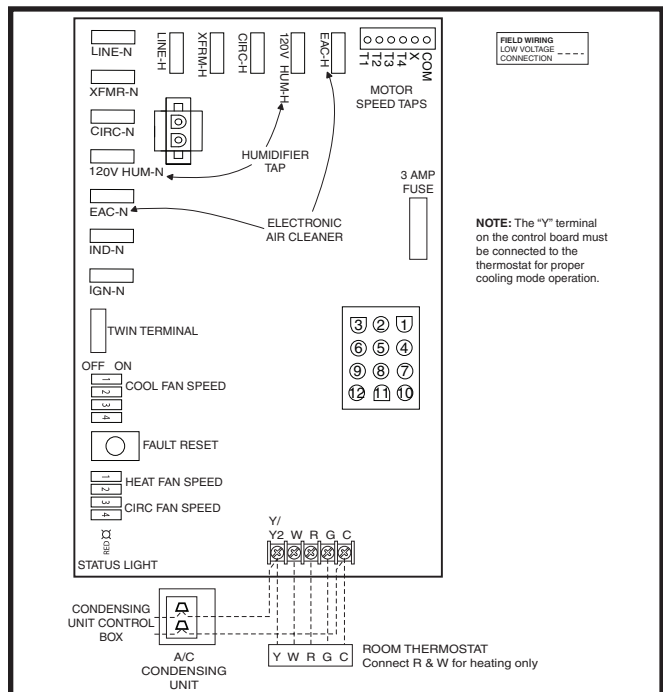 LINE-N
XFMR-N
CIRC-N
120V HUM-N
EAC-N
IND-N
IGN-N
LINE-H
XFRM-H
CIRC-H
120V HUM-H
EAC-H
T1
T2
T3
T4
X
COM
MOTOR
SPEED TAPS
FIELD WIRING
LOW VOLTAGE
CONNECTION
HUMIDIFIER
TAP
3 AMP
FUSE
ELECTRONIC
AIR CLEANER
NOTE: The “Y” terminal
on the control board must
be connected to the
thermostat for proper
cooling mode operation.
TWIN TERMINAL
3 2 1
6 5 4
9 8 7
12 11 10
OFF ON
1
2
3
4
COOL FAN SPEED
FAULT RESET
1
2
3
4
HEAT FAN SPEED
CIRC FAN SPEED
RED
STATUS LIGHT
Y/
Y2 W R G C
CONDENSING
UNIT CONTROL
BOX
A/C
CONDENSING
UNIT
Y W R G C
ROOM THERMOSTAT
Connect R & W for heating only